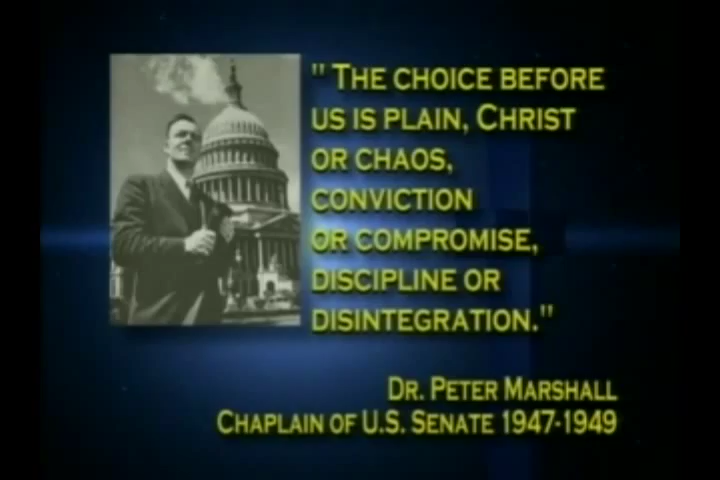 " THE CHOICE BEFORE
US IS PLAIN, CHRIST
OR CHAOS,
CONVICTION
OR COMPROMISE,
DISCIPLINE OR
DISINTEGRATION."
DR. PETER MARSHALL
CHAPLAIN OF U.S. SENATE 1947-1949